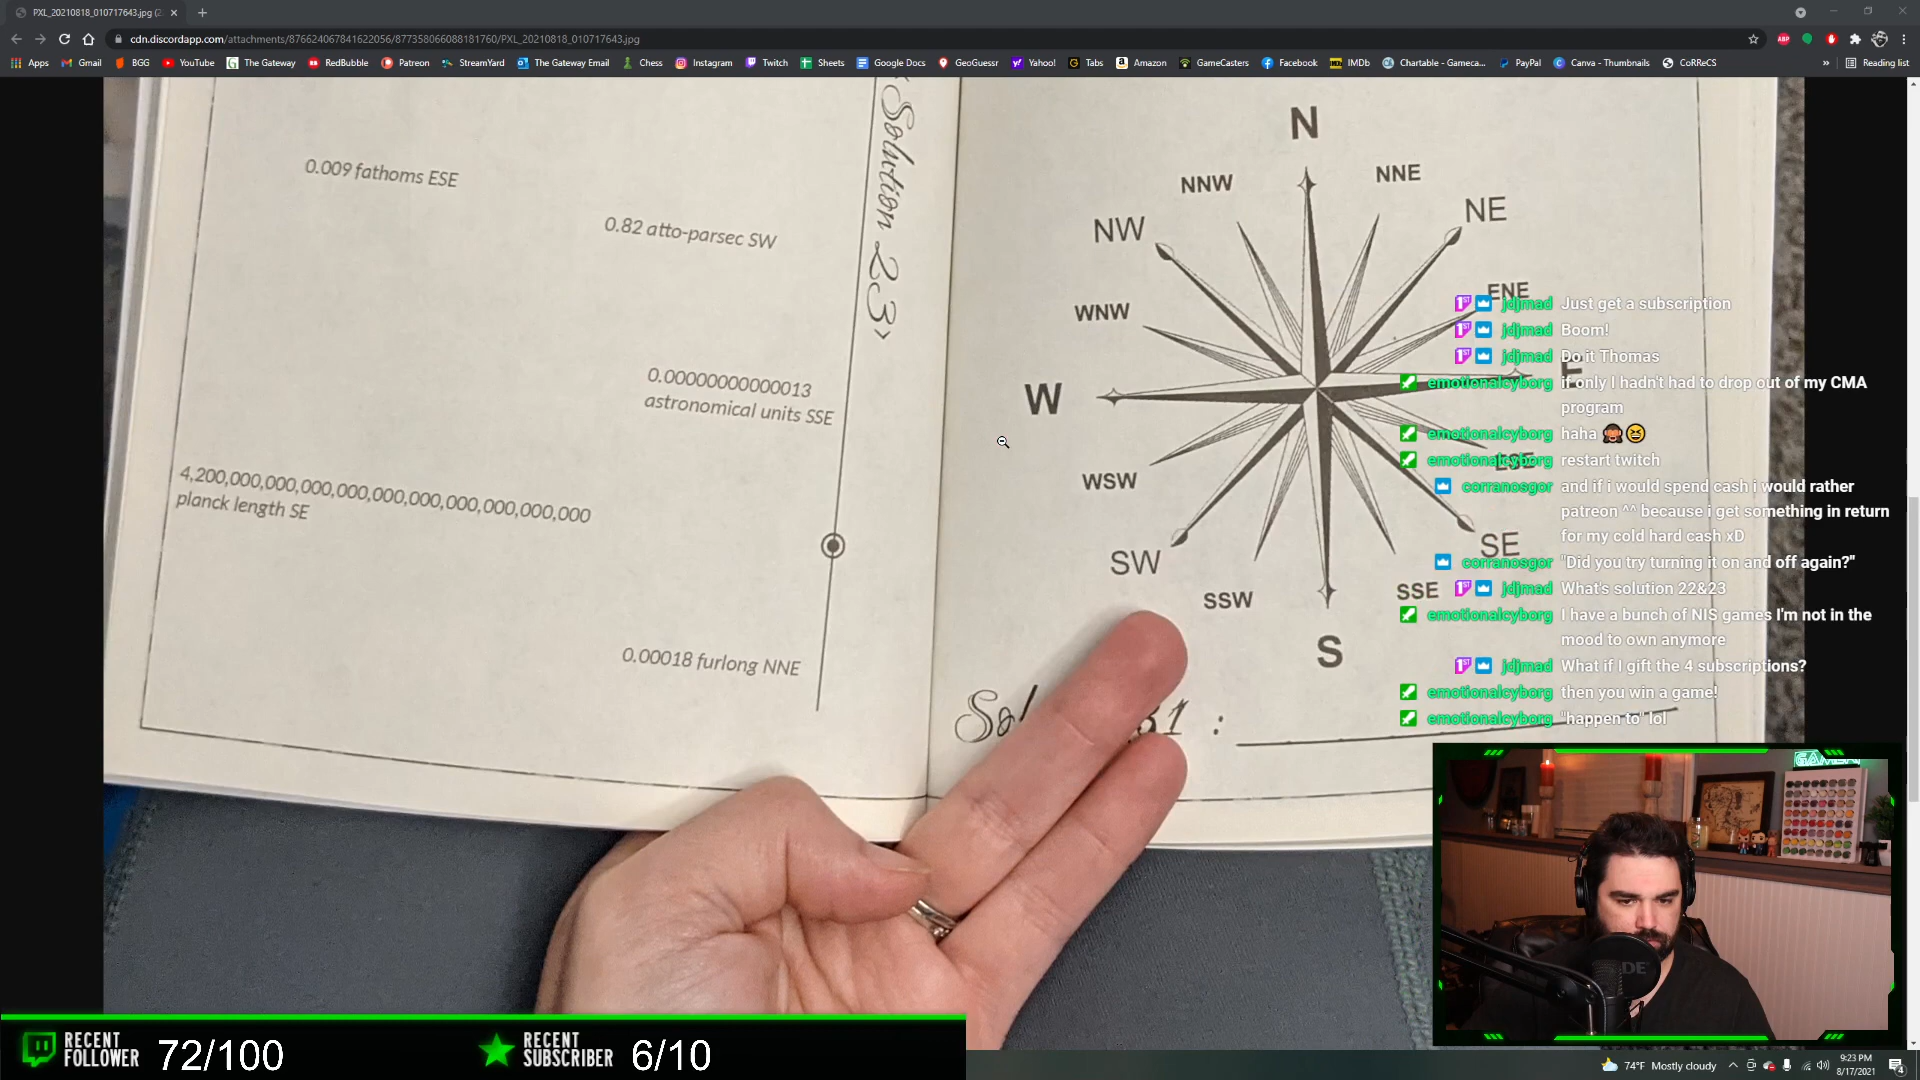 PXL_20210818_010717643.jpg (2
cdn.discordapp.com/attachments/876624067841622056/877358066088181760/PXL_20210818_010717643.jpg
Apps
Gmail
BGG
YouTube
The Gateway
RedBubble
Patreon
StreamYard
The Gateway Email
Chess
Instagram
Twitch
Sheets
Google Docs
GeoGuessr
Yahoo!
Tabs
Amazon
GameCasters
Facebook
IMDb
Chartable - Gameca...
PayPal
Canva - Thumbnails
CoRReCS
Reading list
0.009 fathoms ESE
0.82 atto-parsec SW
0.00000000000013
astronomical units SSE
4,200,000,000,000,000,000,000,000,000,000,000
planck length SE
0.00018 furlong NNE
Solution 23
N
NNW
NNE
NW
NE
WNW
ENE
W
E
WSW
ESE
SW
SE
SSW
SSE
S
31 :
jdjmad Just get a subscription
jdjmad Boom!
jdjmad Do it Thomas
emotionalcyborg if only I hadn't had to drop out of my CMA
program
emotionalcyborg haha 🙈😆
emotionalcyborg restart twitch
corranosgor and if i would spend cash i would rather
patreon ^^ because i get something in return
for my cold hard cash xD
corranosgor "Did you try turning it on and off again?"
jdjmad What's solution 22&23
emotionalcyborg I have a bunch of NIS games I'm not in the
mood to own anymore
jdjmad What if I gift the 4 subscriptions?
emotionalcyborg then you win a game!
emotionalcyborg "happen to" lol
GAMER
RECENT
FOLLOWER
72/100
RECENT
SUBSCRIBER
6/10
74°F Mostly cloudy
9:23 PM
8/17/2021